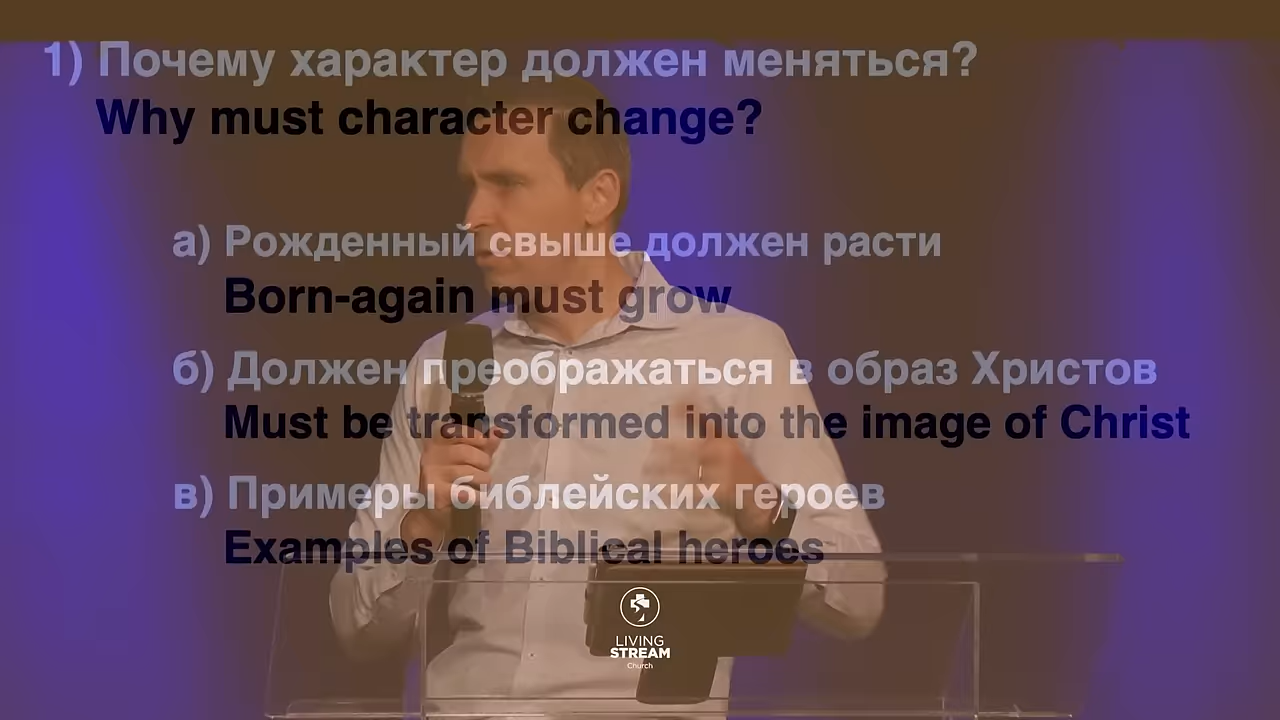 1) Почему характер должен меняться?
Why must character change?
а) Рожденный свыше должен расти
Born-again must grow
б) Должен преображаться в образ Христов
Must be transformed into the image of Christ
в) Примеры библейских героев
Examples of Biblical heroes
LIVING
STREAM
Church